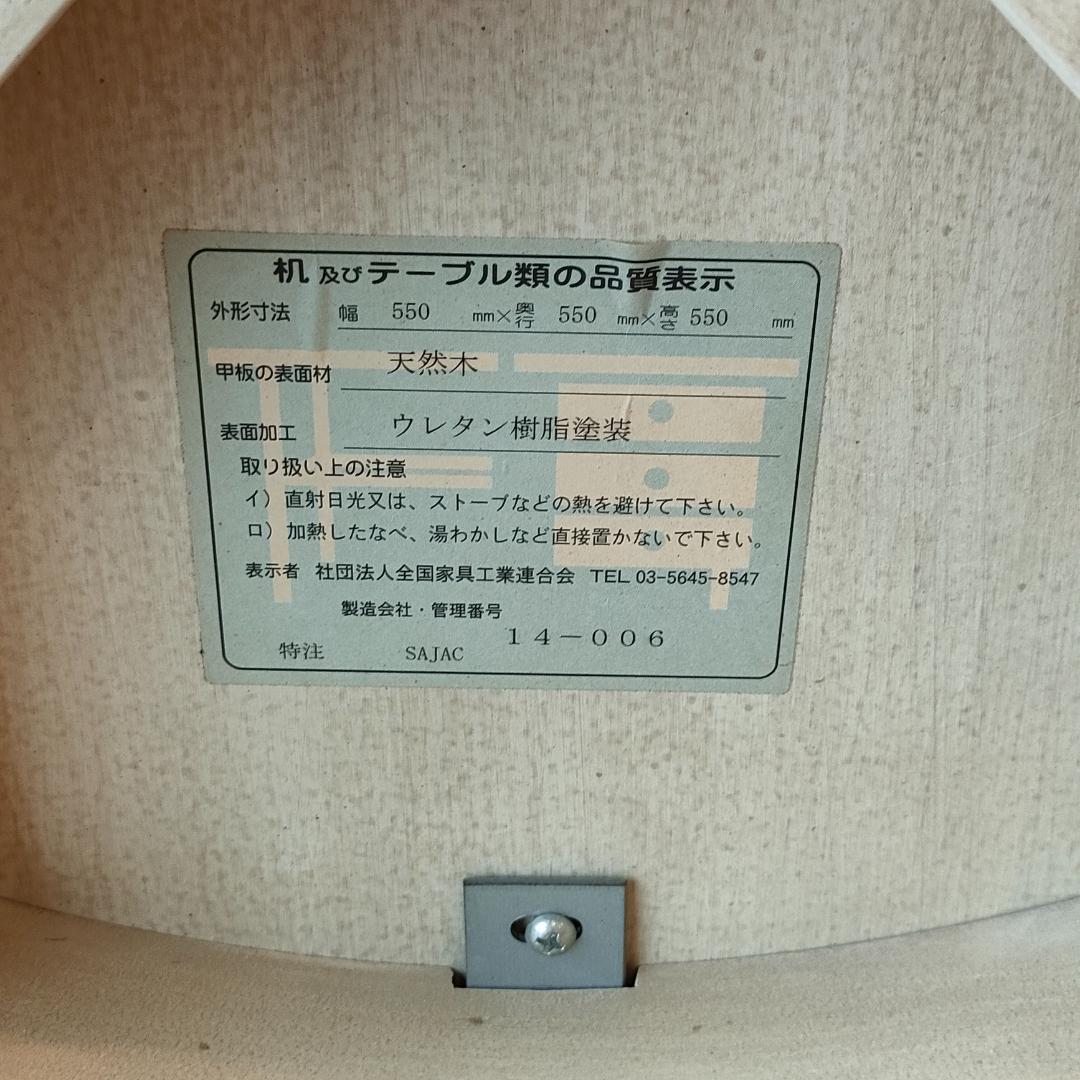 机及びテーブル類の品質表示
外形寸法 幅 550 mm×奥行 550 mm×高さ 550 mm
甲板の表面材 天然木
表面加工 ウレタン樹脂塗装
取り扱い上の注意
イ）直射日光又は、ストーブなどの熱を避けて下さい。
ロ）加熱したなべ、湯わかしなど直接置かないで下さい。
表示者 社団法人全国家具工業連合会 TEL 03-5645-8547
製造会社・管理番号
14－006
特注 SAJAC